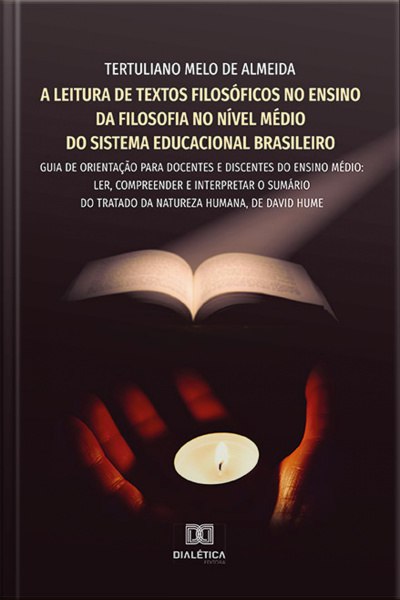 TERTULIANO MELO DE ALMEIDA
A LEITURA DE TEXTOS FILOSÓFICOS NO ENSINO
DA FILOSOFIA NO NÍVEL MÉDIO
DO SISTEMA EDUCACIONAL BRASILEIRO
GUIA DE ORIENTAÇÃO PARA DOCENTES E DISCENTES DO ENSINO MÉDIO:
LER, COMPREENDER E INTERPRETAR O SUMÁRIO
DO TRATADO DA NATUREZA HUMANA, DE DAVID HUME
DIALÉTICA
EDITORA